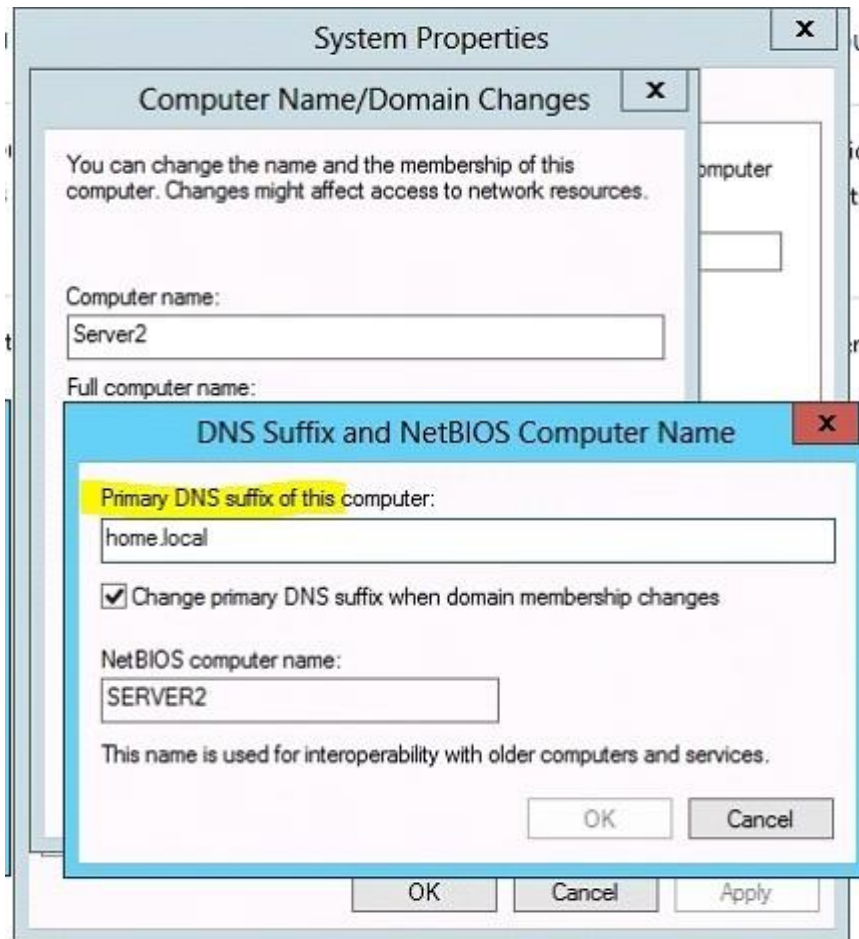 System Properties
x
Computer Name/Domain Changes
x
You can change the name and the membership of this
computer. Changes might affect access to network resources.
omputer
Computer name:
Server2
Full computer name:
DNS Suffix and NetBIOS Computer Name
x
Primary DNS suffix of this computer:
home.local
Change primary DNS suffix when domain membership changes
NetBIOS computer name:
SERVER2
This name is used for interoperability with older computers and services.
OK
Cancel
OK
Cancel
Apply